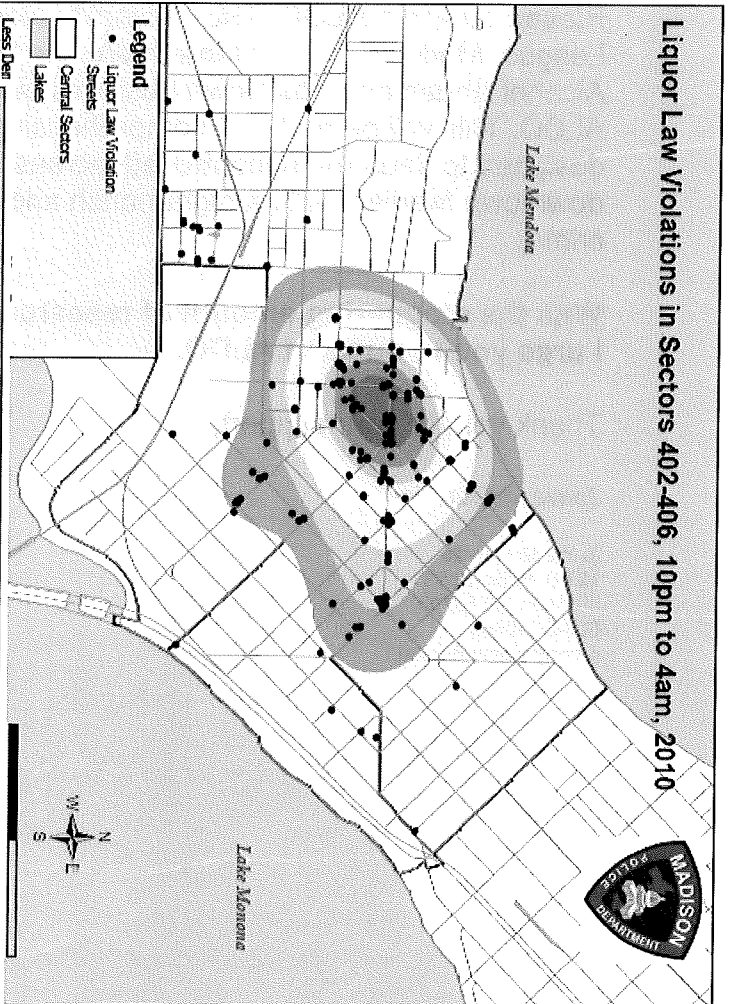 Liquor Law Violations in Sectors 402-406, 10pm to 4am, 2010
Lake Mendota
MADISON
POLICE
DEPARTMENT
Lake Monona
N
W E
S
Legend
Liquor Law Violation
Streets
Central Sectors
Lakes
Less Den